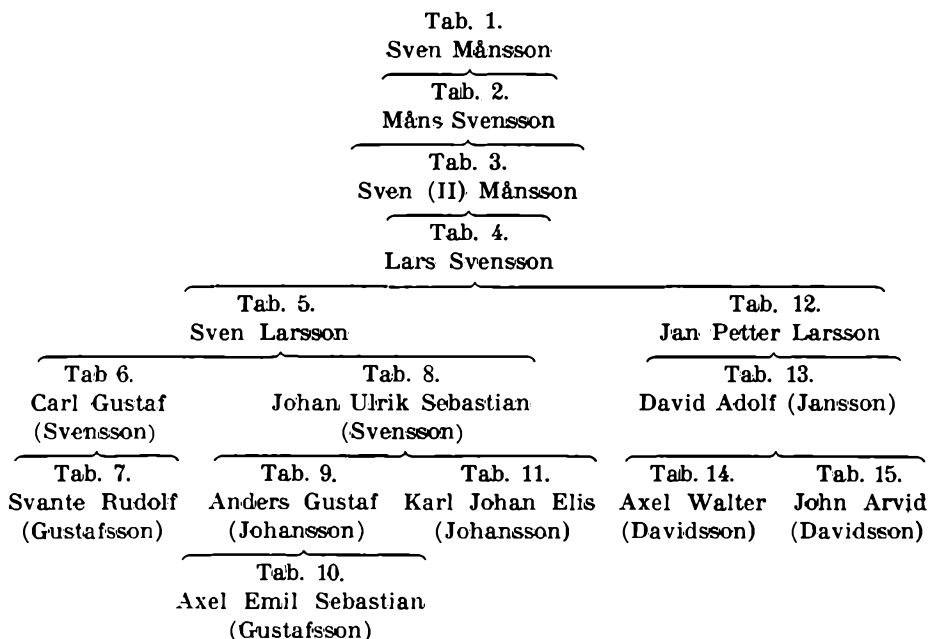 Tab. 1.
Sven Månsson
Tab. 2.
Måns Svensson
Tab. 3.
Sven (II) Månsson
Tab. 4.
Lars Svensson
Tab. 5.
Sven Larsson
Tab. 12.
Jan Petter Larsson
Tab 6.
Carl Gustaf
(Svensson)
Tab. 8.
Johan Ulrik Sebastian
(Svensson)
Tab. 13.
David Adolf (Jansson)
Tab. 7.
Svante Rudolf
(Gustafsson)
Tab. 9.
Anders Gustaf
(Johansson)
Tab. 11.
Karl Johan Elis
(Johansson)
Tab. 14.
Axel Walter
(Davidsson)
Tab. 15.
John Arvid
(Davidsson)
Tab. 10.
Axel Emil Sebastian
(Gustafsson)